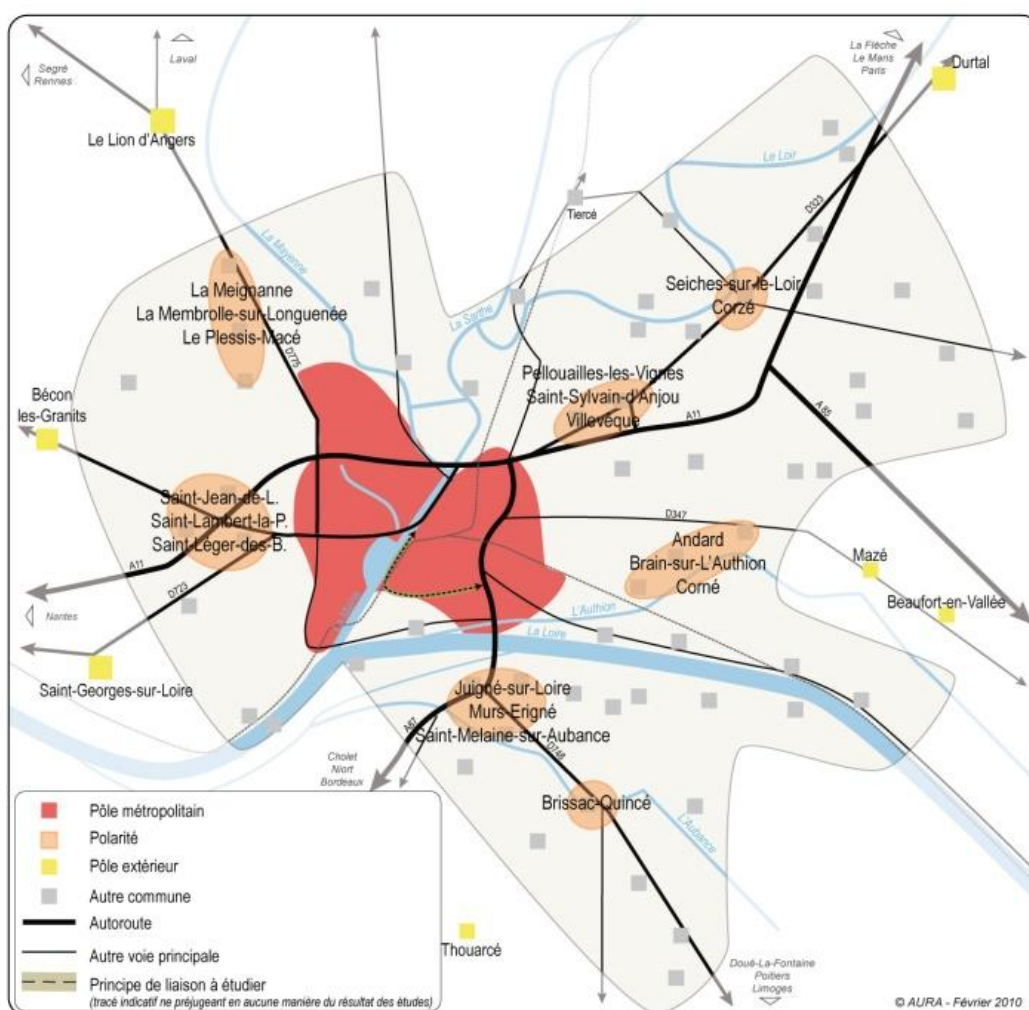 Segré
Rennes
Laval
La Flèche
Le Mans
Paris
Durtal
Le Lion d'Angers
Le Loir
Tiercé
D323
La Mayenne
La Sarthe
Seiches-sur-le-Loir
Corzé
La Meignanne
La Membrolle-sur-Longuenée
Le Plessis-Macé
D775
Pellouailles-les-Vignes
Saint-Sylvain-d'Anjou
Villevêque
A11
A 85
Bécon
les-Granits
Saint-Jean-de-L.
Saint-Lambert-la-P.
Saint-Léger-des-B.
D347
Andard
Brain-sur-L'Authion
Corné
Mazé
Beaufort-en-Vallée
A11
D723
Nantes
L'Authion
La Loire
Saint-Georges-sur-Loire
Juigné-sur-Loire
Murs-Erigné
Saint-Melaine-sur-Aubance
A87
D748
Cholet
Niort
Bordeaux
Brissac-Quincé
L'Aubance
Pôle métropolitain
Polarité
Pôle extérieur
Autre commune
Autoroute
Autre voie principale
Principe de liaison à étudier
(tracé indicatif ne préjugeant en aucune manière du résultat des études)
Thouarcé
Doué-La-Fontaine
Poitiers
Limoges
© AURA - Février 2010